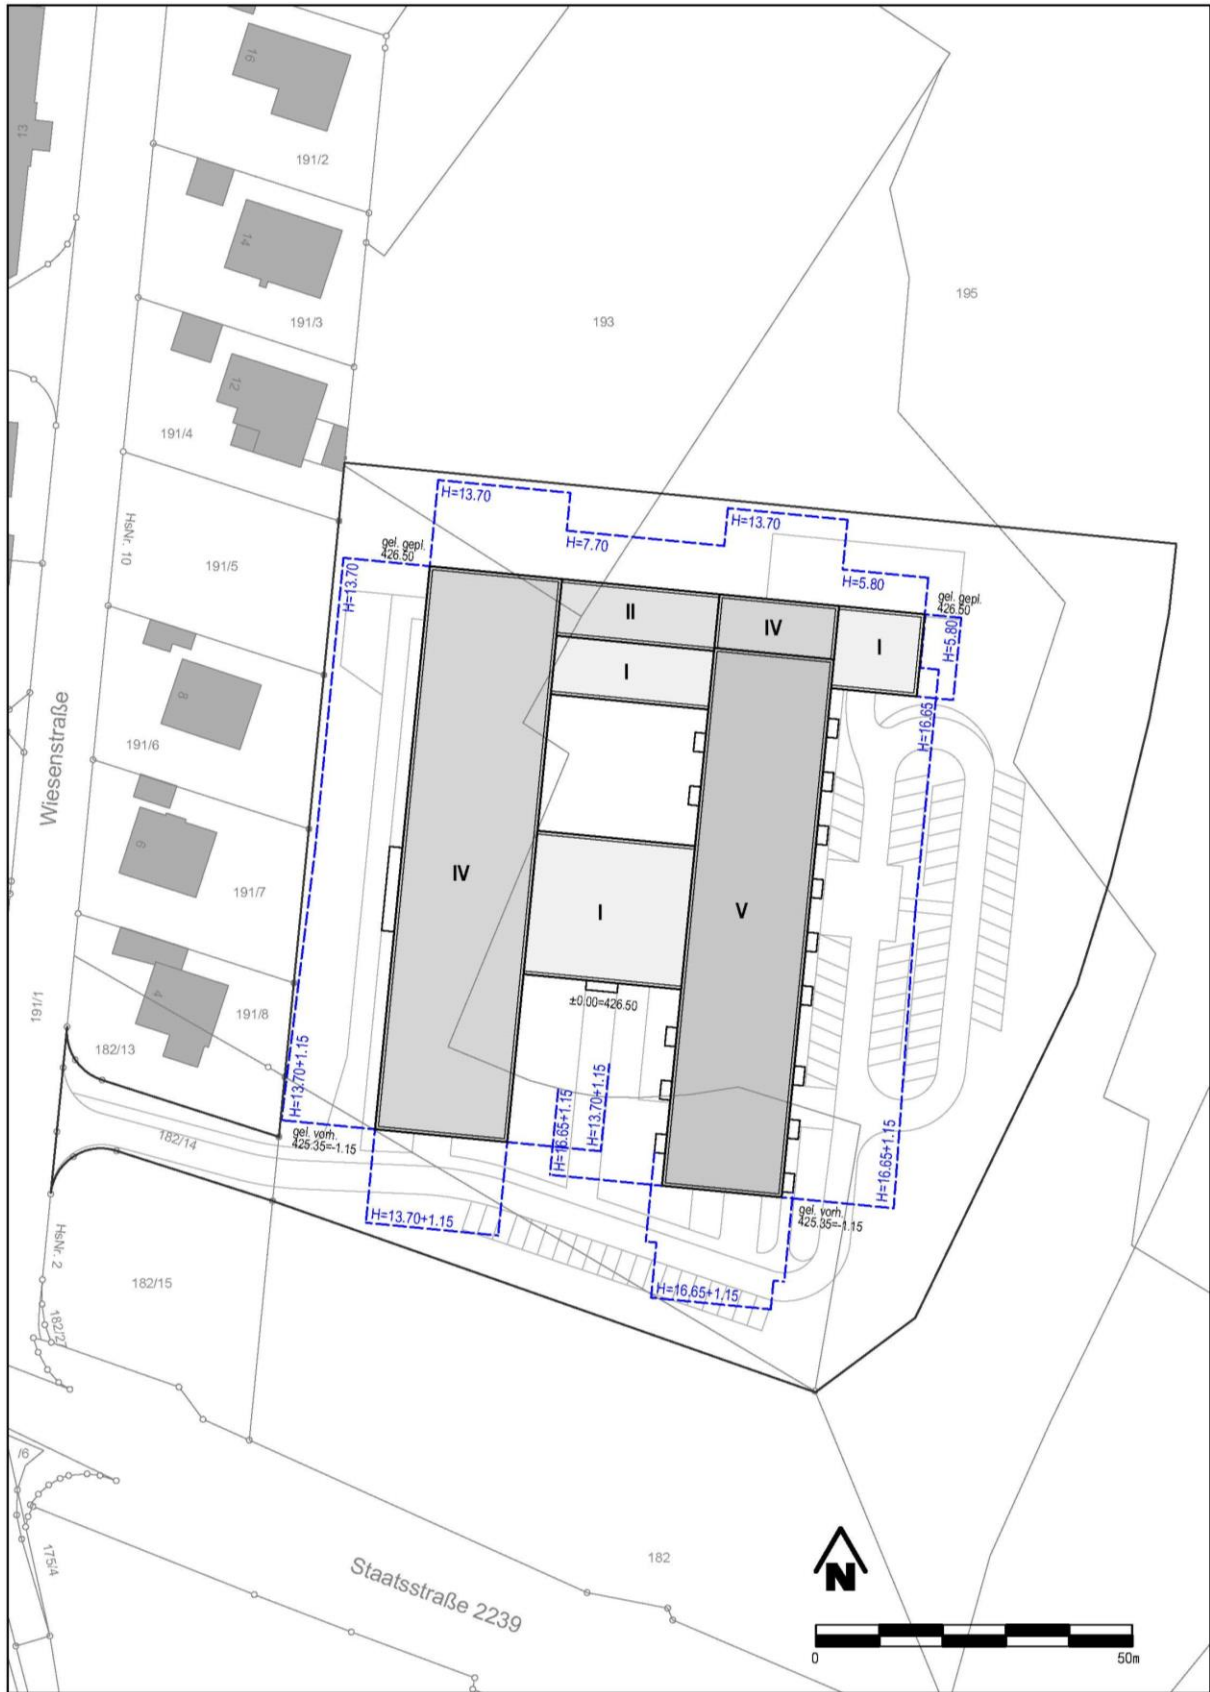 16
13
191/2
14
191/3
193
195
12
191/4
H=13.70
H=13.70
H=7.70
gel. gepl.
426.50
HsNr. 10
191/5
H=13.70
H=5.80
gel. gepl.
426.50
II
IV
I
H=5.80
I
H=16.65
8
191/6
Wiesenstraße
6
191/7
IV
V
I
4
191/8
191/1
±0.00=426.50
182/13
H=13.70+1.15
H=16.65+1.15
H=13.70+1.15
182/14
gel. vorh.
425.35=-1.15
H=16.65+1.15
gel. vorh.
425.35=-1.15
H=13.70+1.15
HsNr. 2
182/15
H=16.65+1.15
182/27
/6
175/4
Staatsstraße 2239
182
N
0
50m